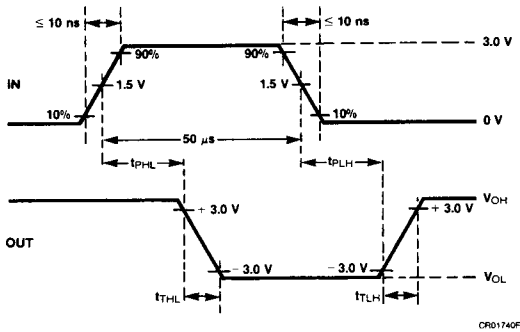 ≤ 10 ns
≤ 10 ns
90%
90%
3.0 V
IN
1.5 V
1.5 V
10%
10%
0 V
50 μs
tPHL
tPLH
VOH
+ 3.0 V
+ 3.0 V
OUT
− 3.0 V
− 3.0 V
VOL
tTHL
tTLH
CR01740F